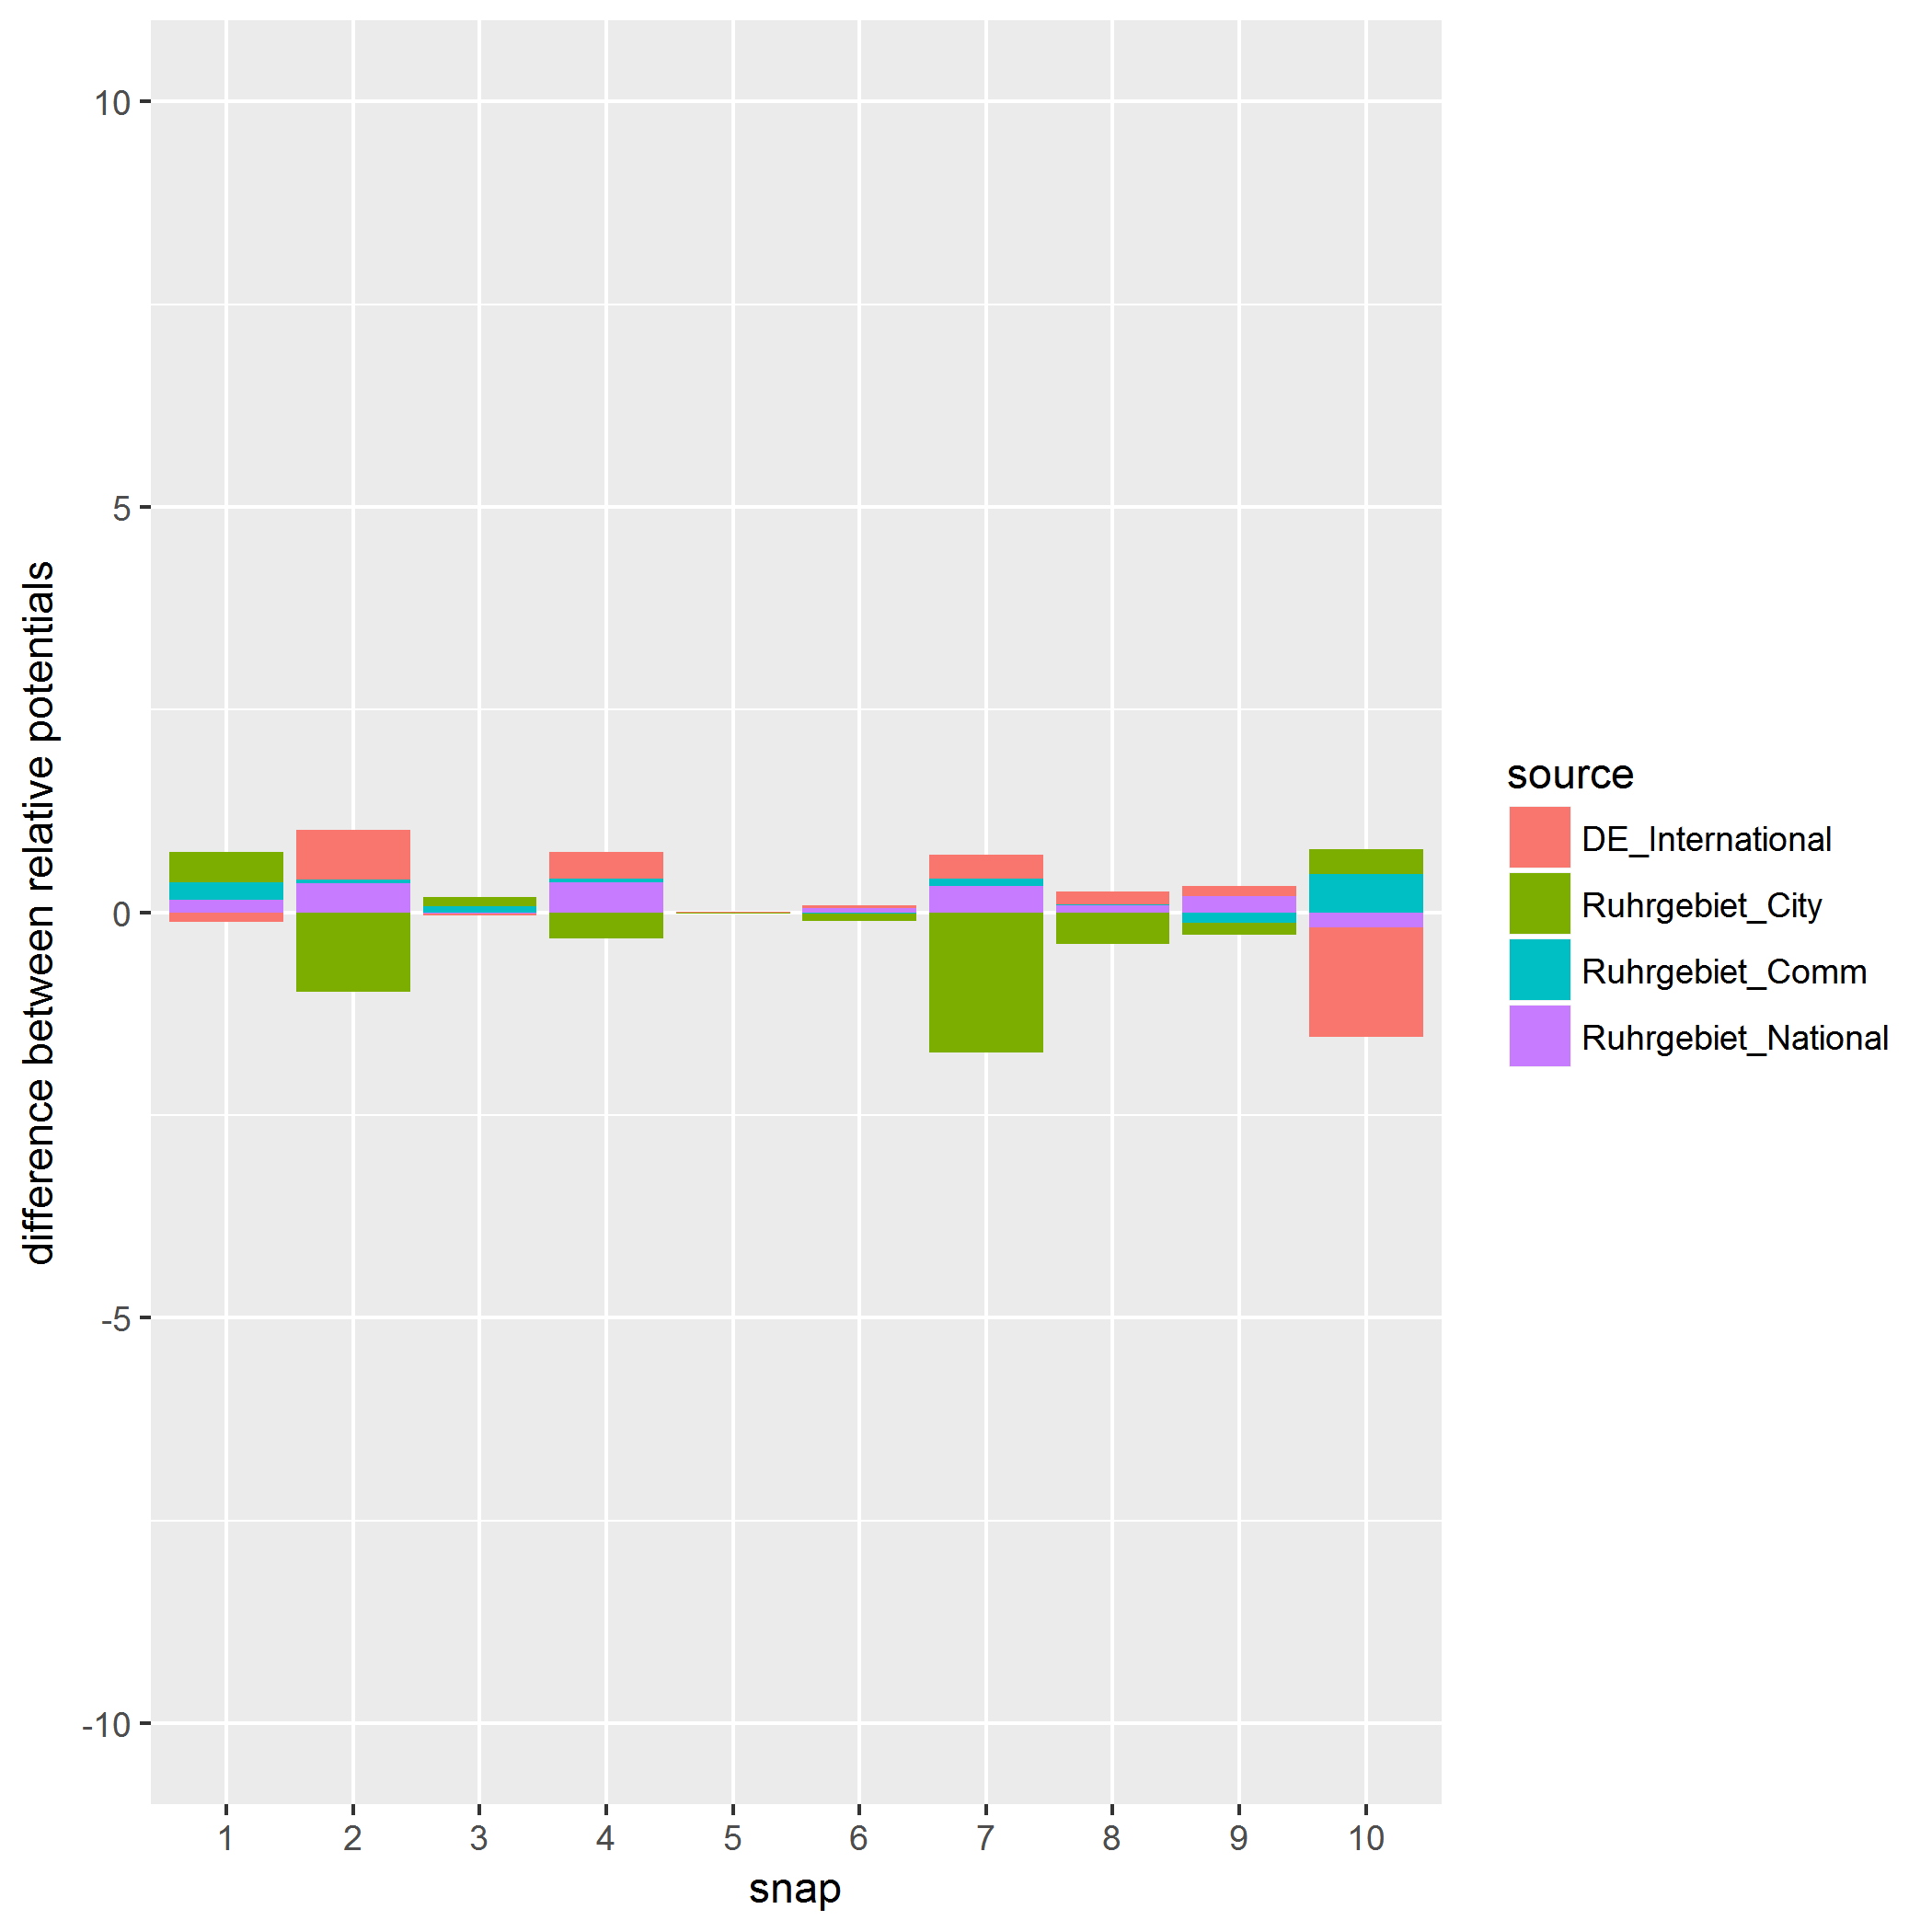 difference between relative potentials
10
5
0
-5
-10
1 2 3 4 5 6 7 8 9 10
snap
source
DE_International
Ruhrgebiet_City
Ruhrgebiet_Comm
Ruhrgebiet_National